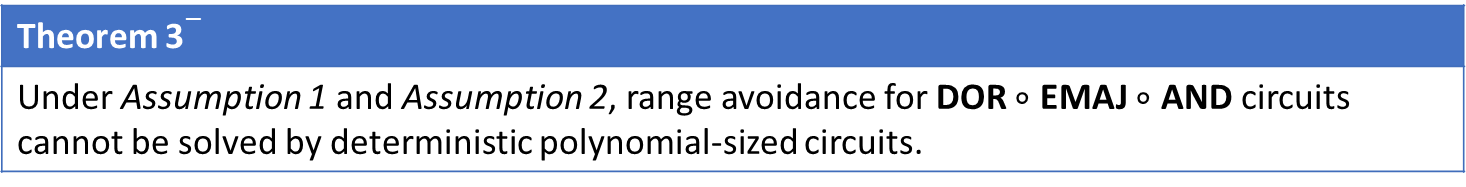 Theorem 3⁻
Under Assumption 1 and Assumption 2, range avoidance for DOR ∘ EMAJ ∘ AND circuits
cannot be solved by deterministic polynomial-sized circuits.